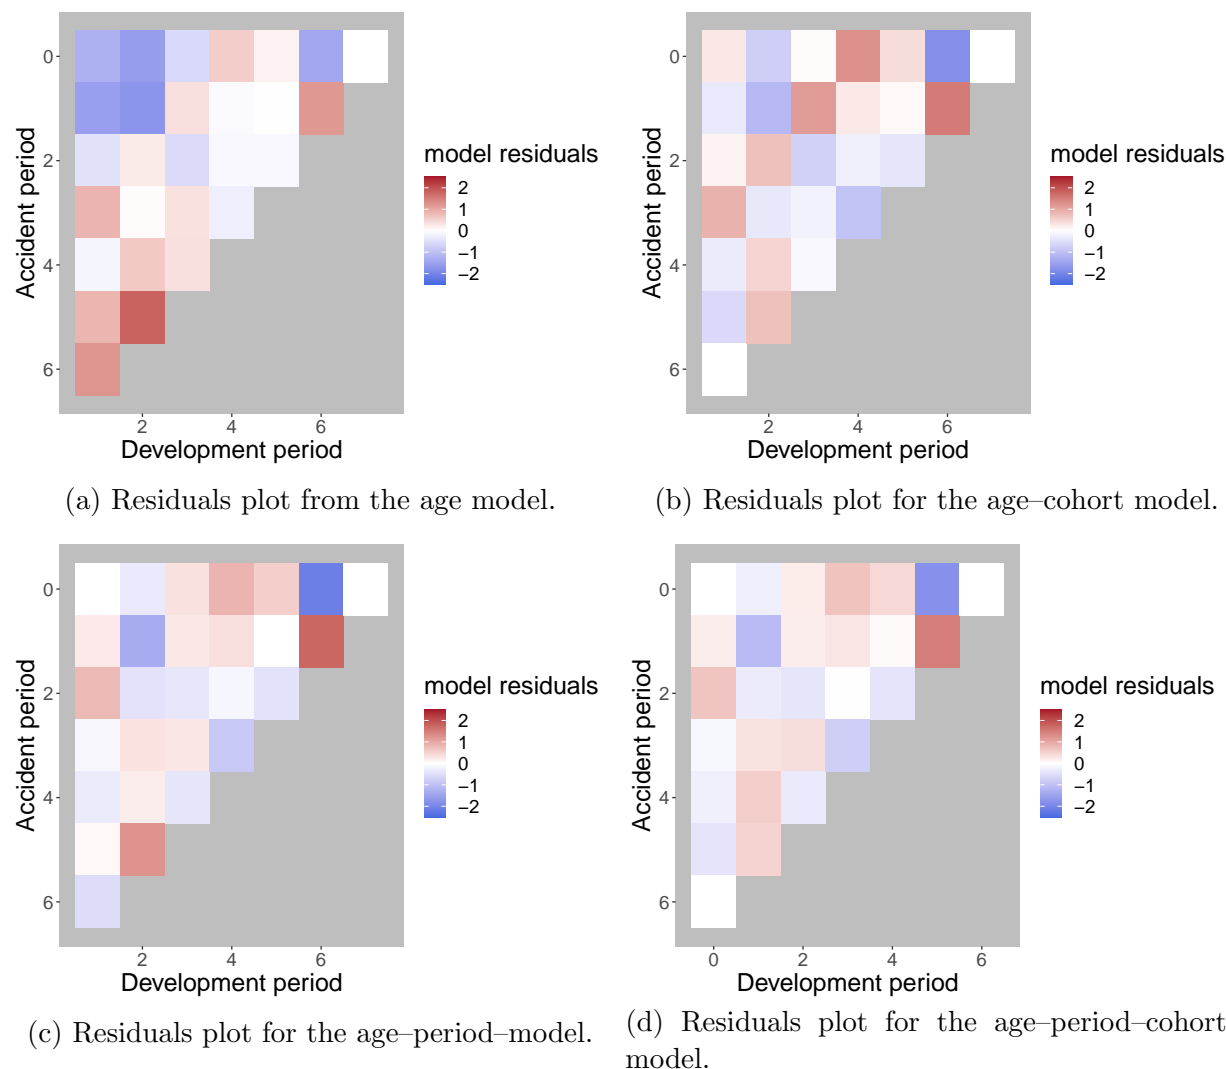 0
2
4
6
Accident period
2
4
6
Development period
model residuals
2
1
0
−1
−2
(a) Residuals plot from the age model.
0
2
4
6
Accident period
2
4
6
Development period
model residuals
2
1
0
−1
−2
(b) Residuals plot for the age–cohort model.
0
2
4
6
Accident period
2
4
6
Development period
model residuals
2
1
0
−1
−2
(c) Residuals plot for the age–period–model.
0
2
4
6
Accident period
0
2
4
6
Development period
model residuals
2
1
0
−1
−2
(d) Residuals plot for the age–period–cohort
model.